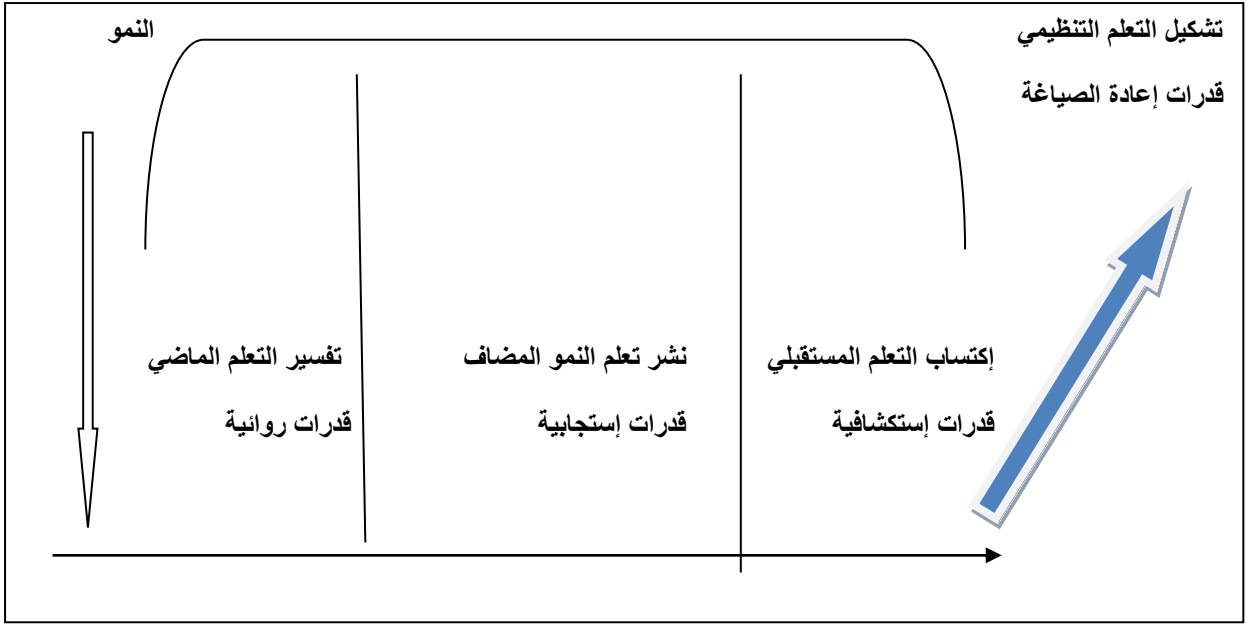 تشكيل التعلم التنظيمي
قدرات إعادة الصياغة
النمو
إكتساب التعلم المستقبلي
قدرات إستكشافية
نشر تعلم النمو المضاف
قدرات إستجابية
تفسير التعلم الماضي
قدرات روائية